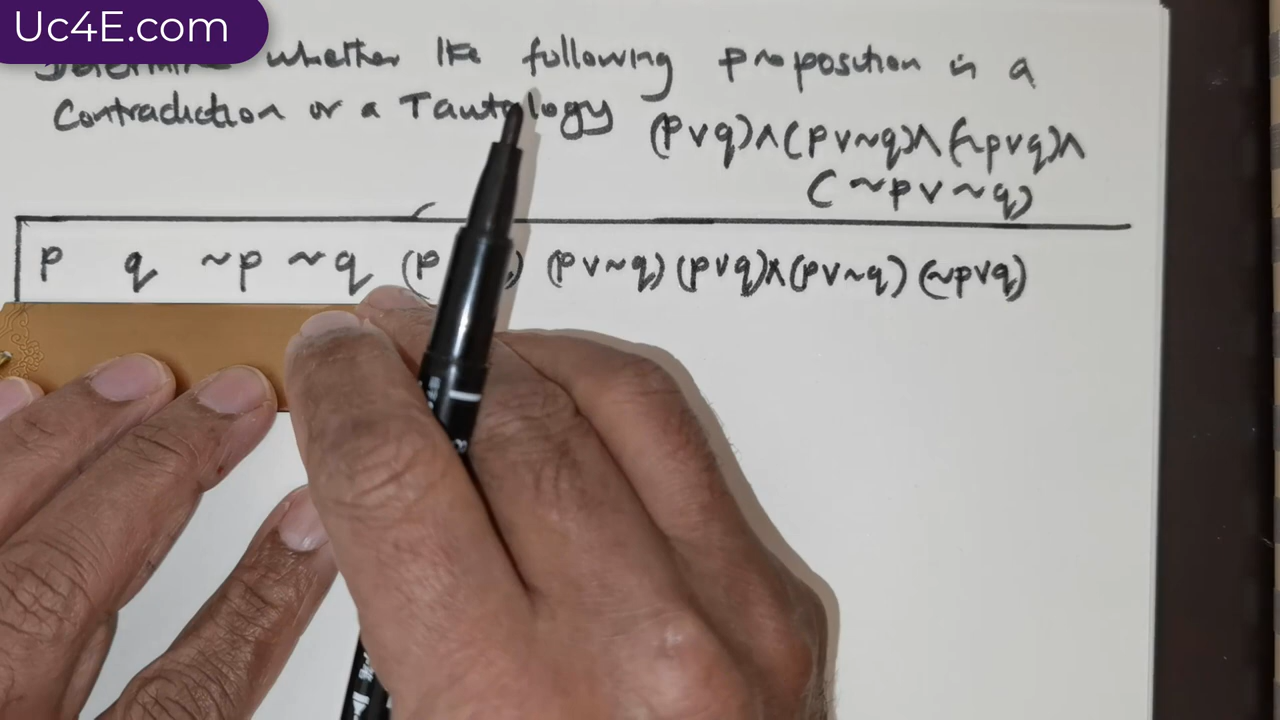 Uc4E.com
whether the following proposition is a
Contradiction or a Tautology
(p∨q)∧(p∨~q)∧(~p∨q)∧
(~p∨~q)
p q ~p ~q (p ) (p∨~q) (p∨q)∧(p∨~q) (~p∨q)